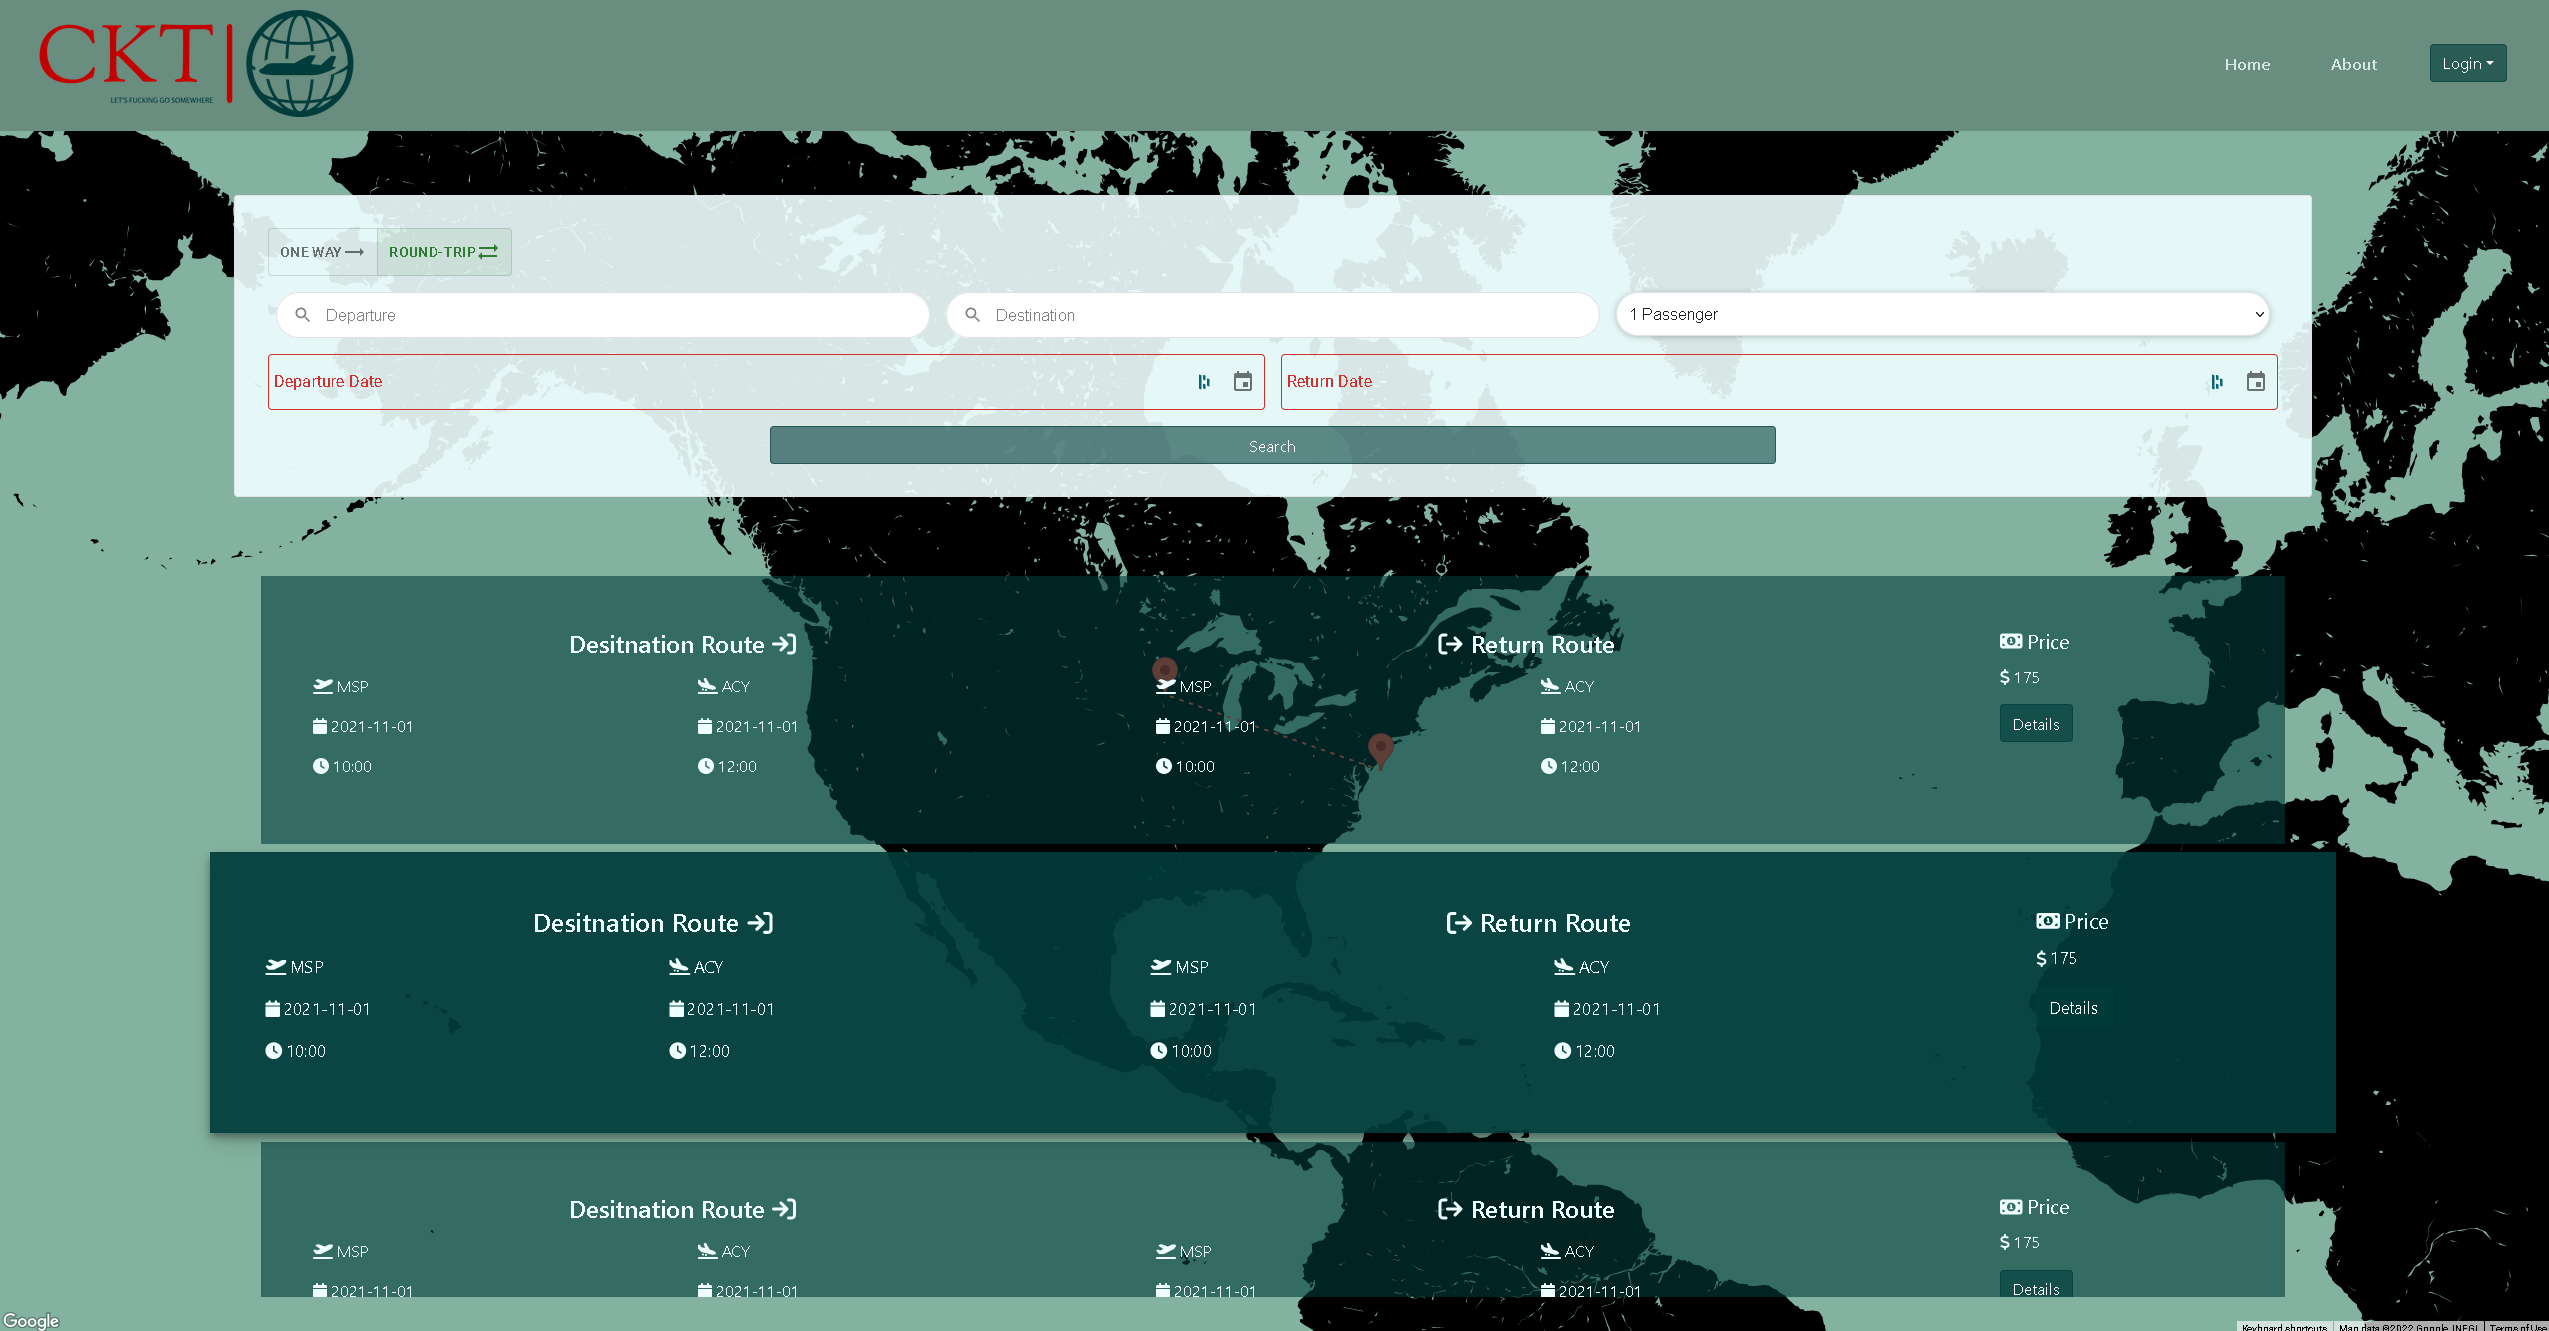 CKT
LET'S FUCKING GO SOMEWHERE
Home
About
Login
ONE WAY
ROUND-TRIP
Departure
Destination
1 Passenger
Departure Date
Return Date
Search
Desitnation Route
Return Route
Price
MSP
ACY
MSP
ACY
$ 175
2021-11-01
2021-11-01
2021-11-01
2021-11-01
Details
10:00
12:00
10:00
12:00
Desitnation Route
Return Route
Price
MSP
ACY
MSP
ACY
$ 175
2021-11-01
2021-11-01
2021-11-01
2021-11-01
Details
10:00
12:00
10:00
12:00
Desitnation Route
Return Route
Price
MSP
ACY
MSP
ACY
$ 175
2021-11-01
2021-11-01
2021-11-01
2021-11-01
Details
Google
Keyboard shortcuts
Map data ©2022 Google, INEGI
Terms of Use